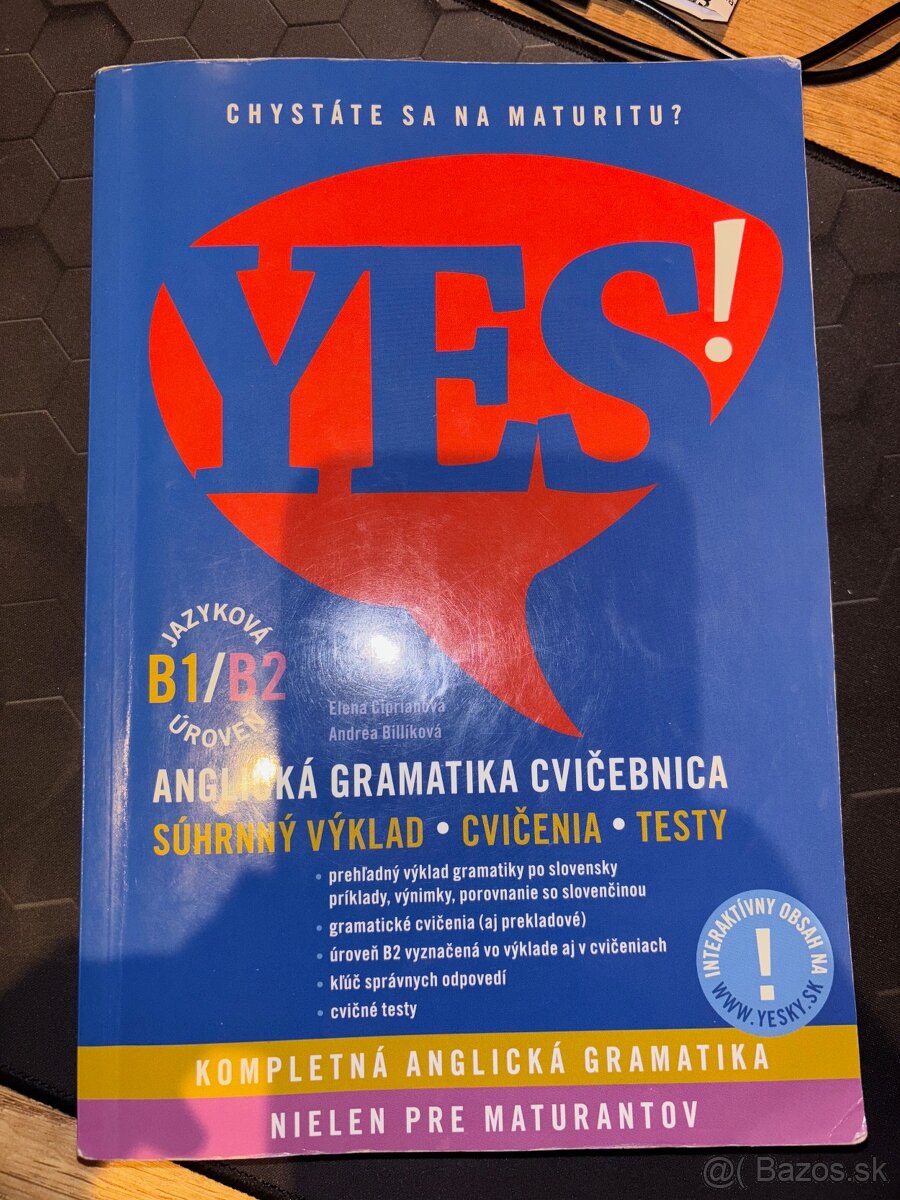 CHYSTÁTE SA NA MATURITU?
YES!
JAZYKOVÁ
B1/B2
ÚROVEŇ
Elena Ciprianová
Andrea Billíková
ANGLICKÁ GRAMATIKA CVIČEBNICA
SÚHRNNÝ VÝKLAD • CVIČENIA • TESTY
• prehľadný výklad gramatiky po slovensky
príklady, výnimky, porovnanie so slovenčinou
• gramatické cvičenia (aj prekladové)
• úroveň B2 vyznačená vo výklade aj v cvičeniach
• kľúč správnych odpovedí
• cvičné testy
INTERAKTÍVNY OBSAH NA
!
WWW.YESKY.SK
KOMPLETNÁ ANGLICKÁ GRAMATIKA
NIELEN PRE MATURANTOV
@( Bazos.sk